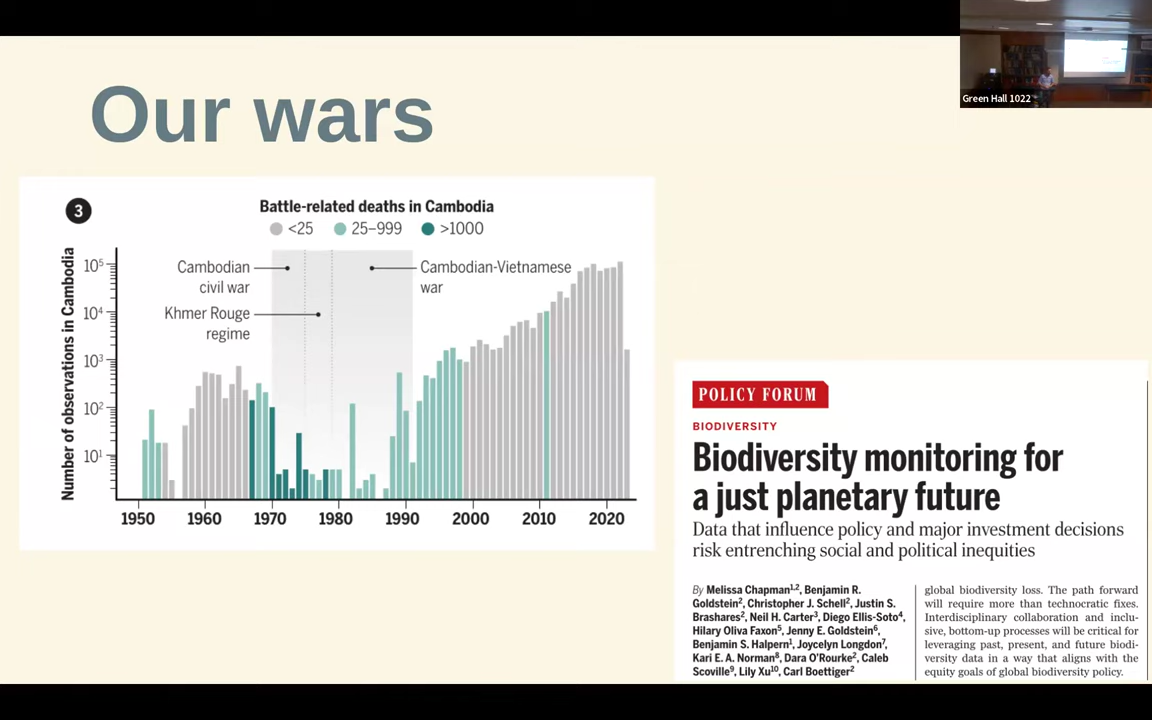 Green Hall 1022
Our wars
3
Battle-related deaths in Cambodia
<25 25–999 >1000
Number of observations in Cambodia
10⁵
10⁴
10³
10²
10¹
Cambodian
civil war
Khmer Rouge
regime
Cambodian-Vietnamese
war
1950 1960 1970 1980 1990 2000 2010 2020
POLICY FORUM
BIODIVERSITY
Biodiversity monitoring for
a just planetary future
Data that influence policy and major investment decisions
risk entrenching social and political inequities
By Melissa Chapman¹,², Benjamin R.
Goldstein², Christopher J. Schell², Justin S.
Brashares², Neil H. Carter³, Diego Ellis-Soto⁴,
Hilary Oliva Faxon⁵, Jenny E. Goldstein⁶,
Benjamin S. Halpern¹, Joycelyn Longdon⁷,
Kari E. A. Norman⁸, Dara O'Rourke², Caleb
Scoville⁹, Lily Xu¹⁰, Carl Boettiger²
global biodiversity loss. The path forward
will require more than technocratic fixes.
Interdisciplinary collaboration and inclu-
sive, bottom-up processes will be critical for
leveraging past, present, and future biodi-
versity data in a way that aligns with the
equity goals of global biodiversity policy.